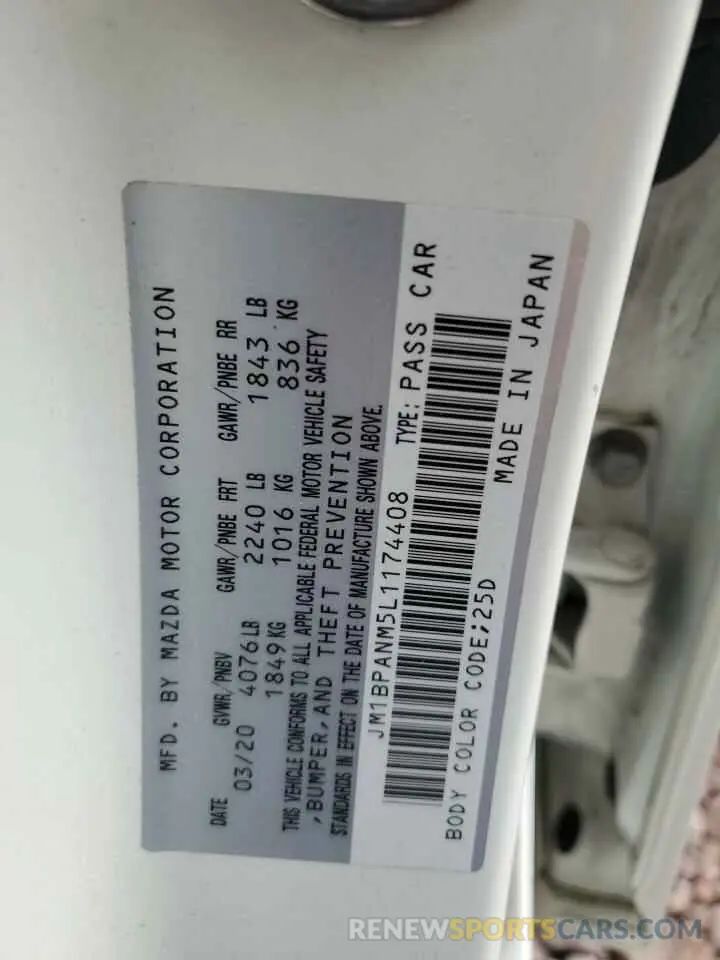 MFD. BY MAZDA MOTOR CORPORATION
DATE GVWR/PNBV GAWR/PNBE FRT GAWR/PNBE RR
03/20 4076LB 2240 LB 1843 LB
1849KG 1016 KG 836 KG
THIS VEHICLE CONFORMS TO ALL APPLICABLE FEDERAL MOTOR VEHICLE SAFETY
, BUMPER, AND THEFT PREVENTION
STANDARDS IN EFFECT ON THE DATE OF MANUFACTURE SHOWN ABOVE.
JM1BPANM5L1174408 TYPE: PASS CAR
BODY COLOR CODE;25D MADE IN JAPAN
RENEWSPORTSCARS.COM